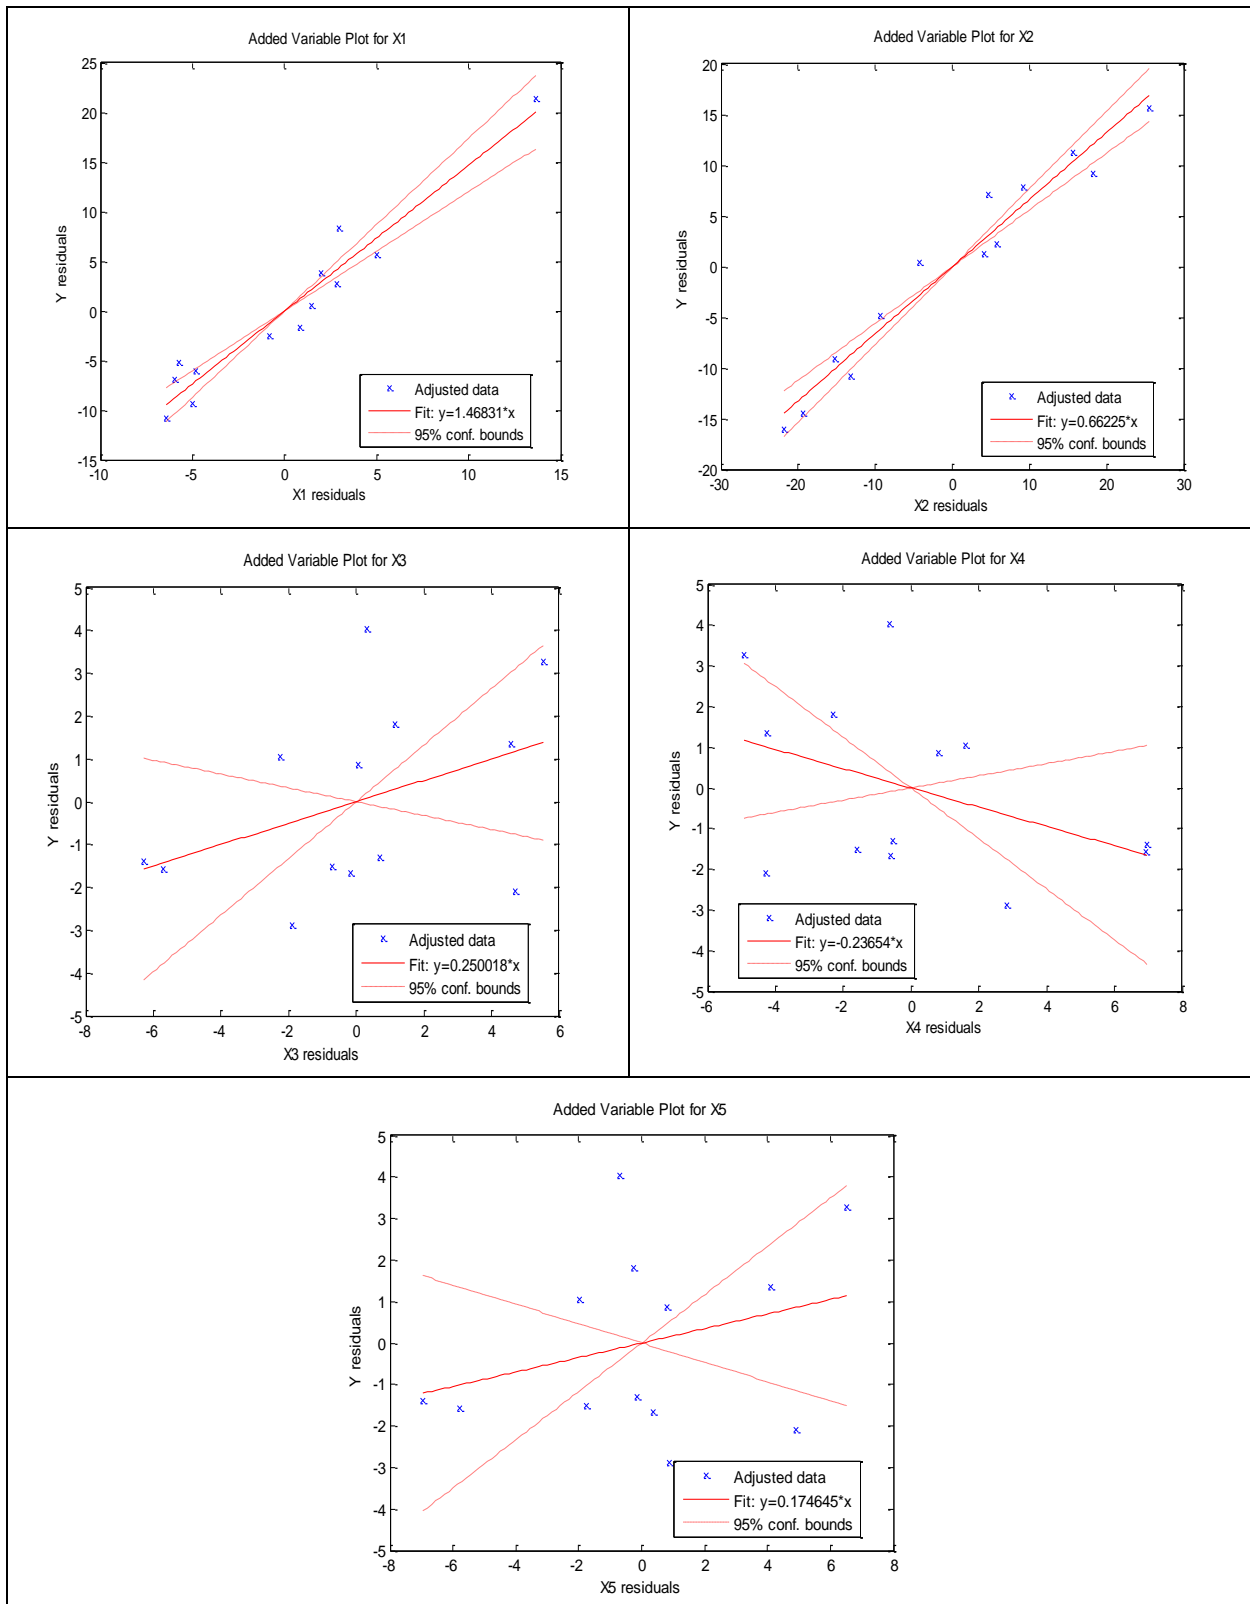 Added Variable Plot for X1
25
20
15
10
5
0
-5
-10
-15
-10
-5
0
5
10
15
Y residuals
X1 residuals
Adjusted data
Fit: y=1.46831*x
95% conf. bounds
Added Variable Plot for X2
20
15
10
5
0
-5
-10
-15
-20
-30
-20
-10
0
10
20
30
Y residuals
X2 residuals
Adjusted data
Fit: y=0.66225*x
95% conf. bounds
Added Variable Plot for X3
5
4
3
2
1
0
-1
-2
-3
-4
-5
-8
-6
-4
-2
0
2
4
6
Y residuals
X3 residuals
Adjusted data
Fit: y=0.250018*x
95% conf. bounds
Added Variable Plot for X4
5
4
3
2
1
0
-1
-2
-3
-4
-5
-6
-4
-2
0
2
4
6
8
Y residuals
X4 residuals
Adjusted data
Fit: y=-0.23654*x
95% conf. bounds
Added Variable Plot for X5
5
4
3
2
1
0
-1
-2
-3
-4
-5
-8
-6
-4
-2
0
2
4
6
8
Y residuals
X5 residuals
Adjusted data
Fit: y=0.174645*x
95% conf. bounds